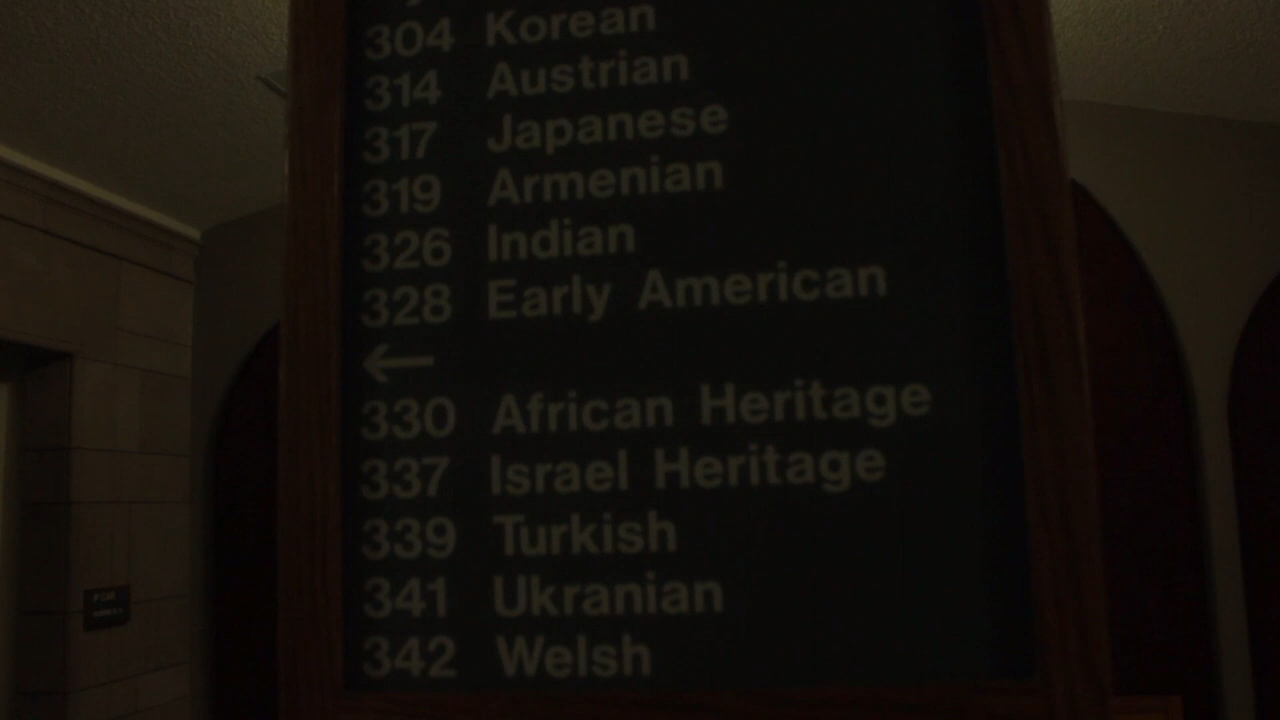 304 Korean
314 Austrian
317 Japanese
319 Armenian
326 Indian
328 Early American
←
330 African Heritage
337 Israel Heritage
339 Turkish
341 Ukranian
342 Welsh